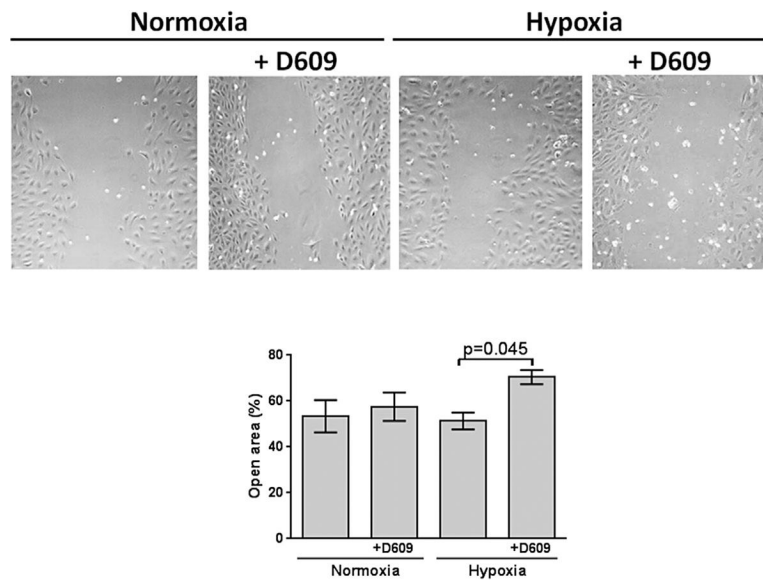 Normoxia Hypoxia
+ D609 + D609
p=0.045
80
60
40
20
0
Open area (%)
+D609 +D609
Normoxia Hypoxia